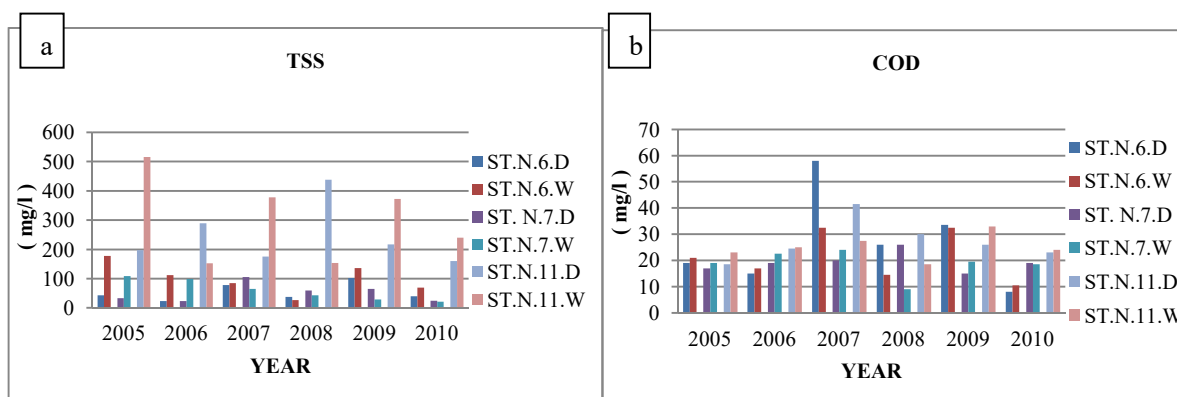 a
TSS
600
500
400
300
200
100
0
( mg/l )
2005 2006 2007 2008 2009 2010
YEAR
ST.N.6.D
ST.N.6.W
ST. N.7.D
ST.N.7.W
ST.N.11.D
ST.N.11.W
b
COD
70
60
50
40
30
20
10
0
( mg/l )
2005 2006 2007 2008 2009 2010
YEAR
ST.N.6.D
ST.N.6.W
ST. N.7.D
ST.N.7.W
ST.N.11.D
ST.N.11.W